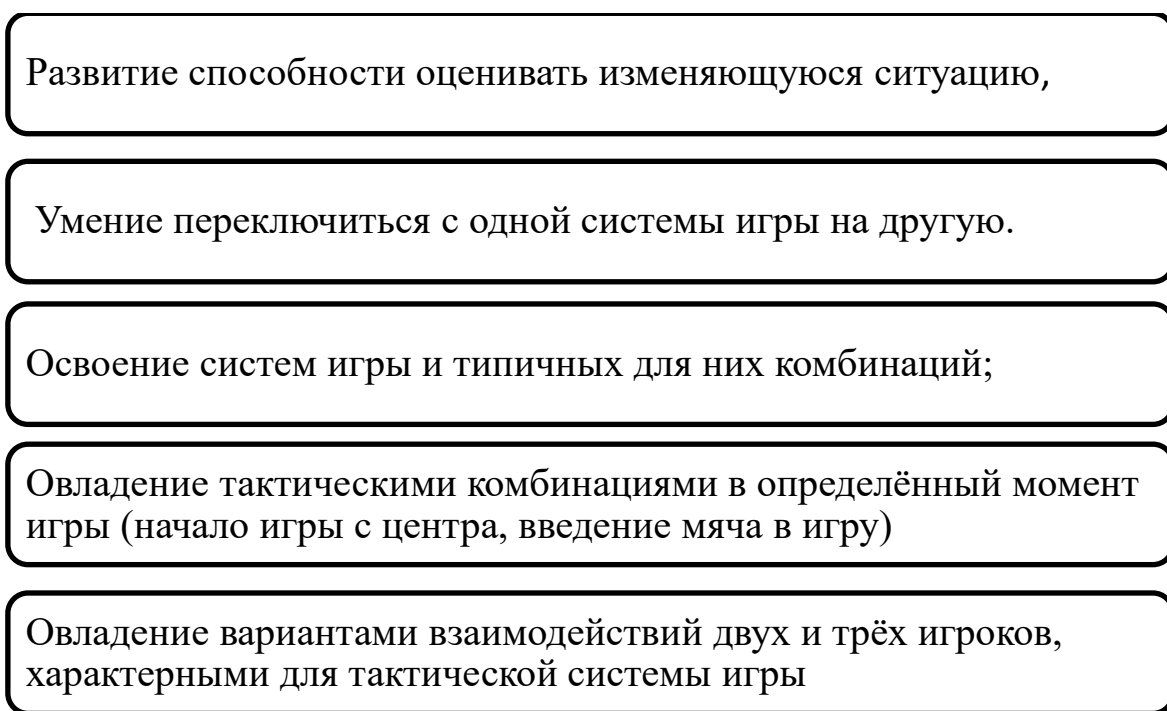 Развитие способности оценивать изменяющуюся ситуацию,
Умение переключиться с одной системы игры на другую.
Освоение систем игры и типичных для них комбинаций;
Овладение тактическими комбинациями в определённый момент
игры (начало игры с центра, введение мяча в игру)
Овладение вариантами взаимодействий двух и трёх игроков,
характерными для тактической системы игры